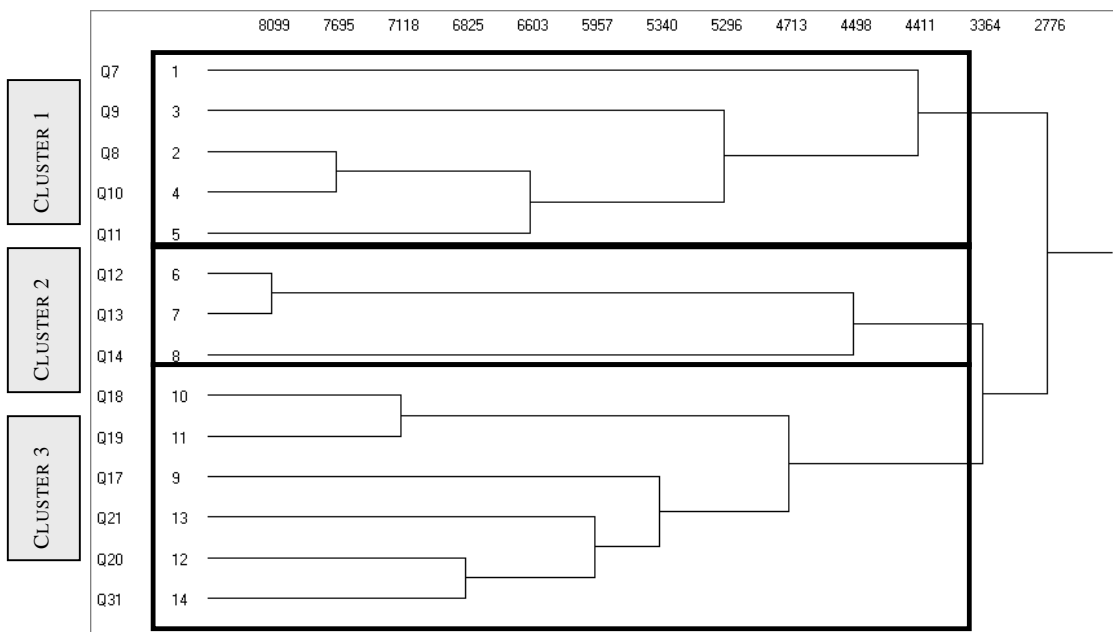 8099 7695 7118 6825 6603 5957 5340 5296 4713 4498 4411 3364 2776
CLUSTER 1
Q7 1
Q9 3
Q8 2
Q10 4
Q11 5
CLUSTER 2
Q12 6
Q13 7
Q14 8
CLUSTER 3
Q18 10
Q19 11
Q17 9
Q21 13
Q20 12
Q31 14